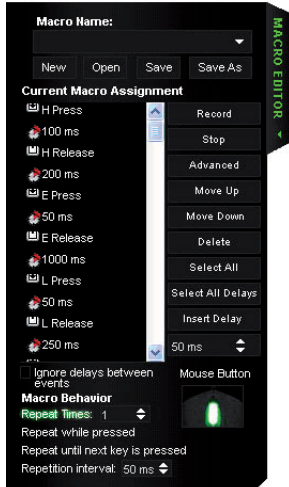 Macro Name:
New Open Save Save As
Current Macro Assignment
H Press
100 ms
H Release
200 ms
E Press
50 ms
E Release
1000 ms
L Press
50 ms
L Release
250 ms
Record
Stop
Advanced
Move Up
Move Down
Delete
Select All
Select All Delays
Insert Delay
50 ms
Ignore delays between
events
Mouse Button
Macro Behavior
Repeat Times: 1
Repeat while pressed
Repeat until next key is pressed
Repetition interval: 50 ms
MACRO EDITOR